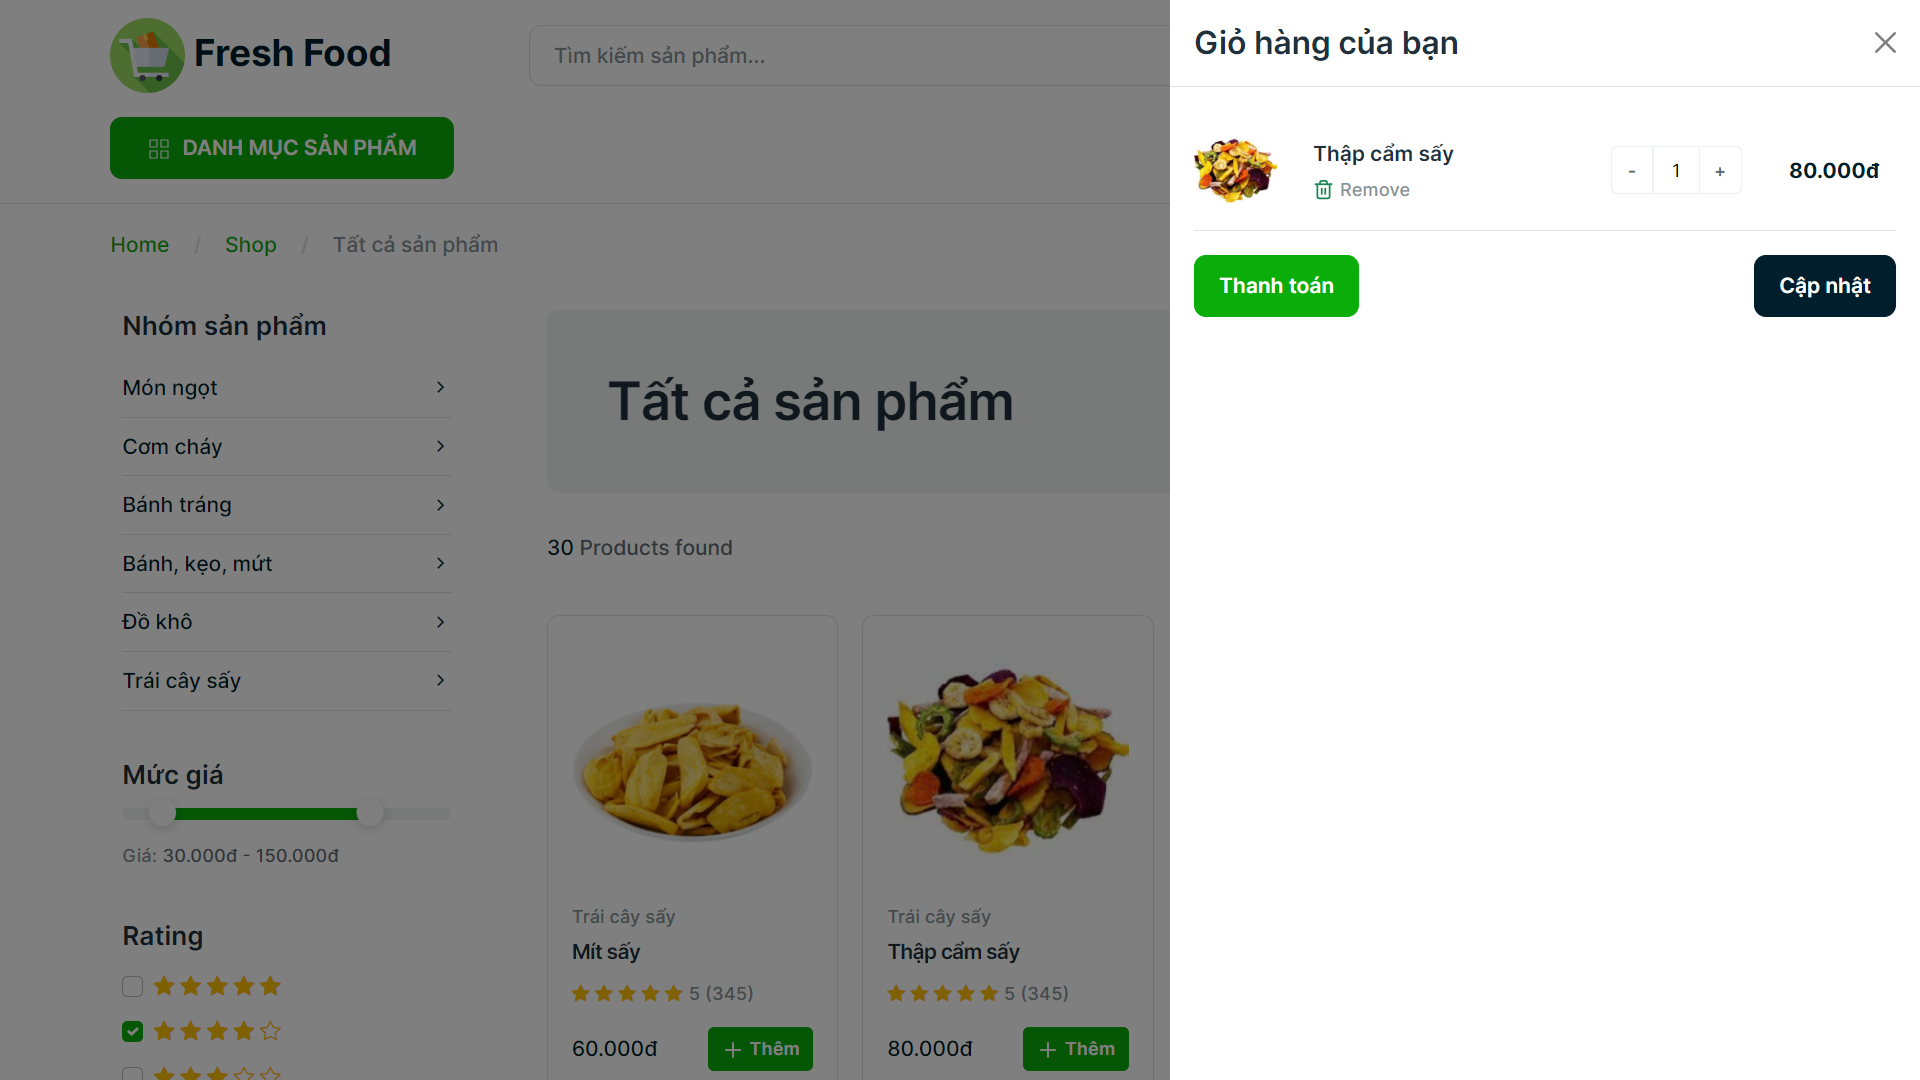 Fresh Food
Tìm kiếm sản phẩm...
DANH MỤC SẢN PHẨM
Home / Shop / Tất cả sản phẩm
Nhóm sản phẩm
Món ngọt
Cơm cháy
Bánh tráng
Bánh, kẹo, mứt
Đồ khô
Trái cây sấy
Mức giá
Giá: 30.000đ - 150.000đ
Rating
Tất cả sản phẩm
30 Products found
Trái cây sấy
Mít sấy
5 (345)
60.000đ
Thêm
Trái cây sấy
Thập cẩm sấy
5 (345)
80.000đ
Thêm
Giỏ hàng của bạn
Thập cẩm sấy
Remove
- 1 +
80.000đ
Thanh toán
Cập nhật